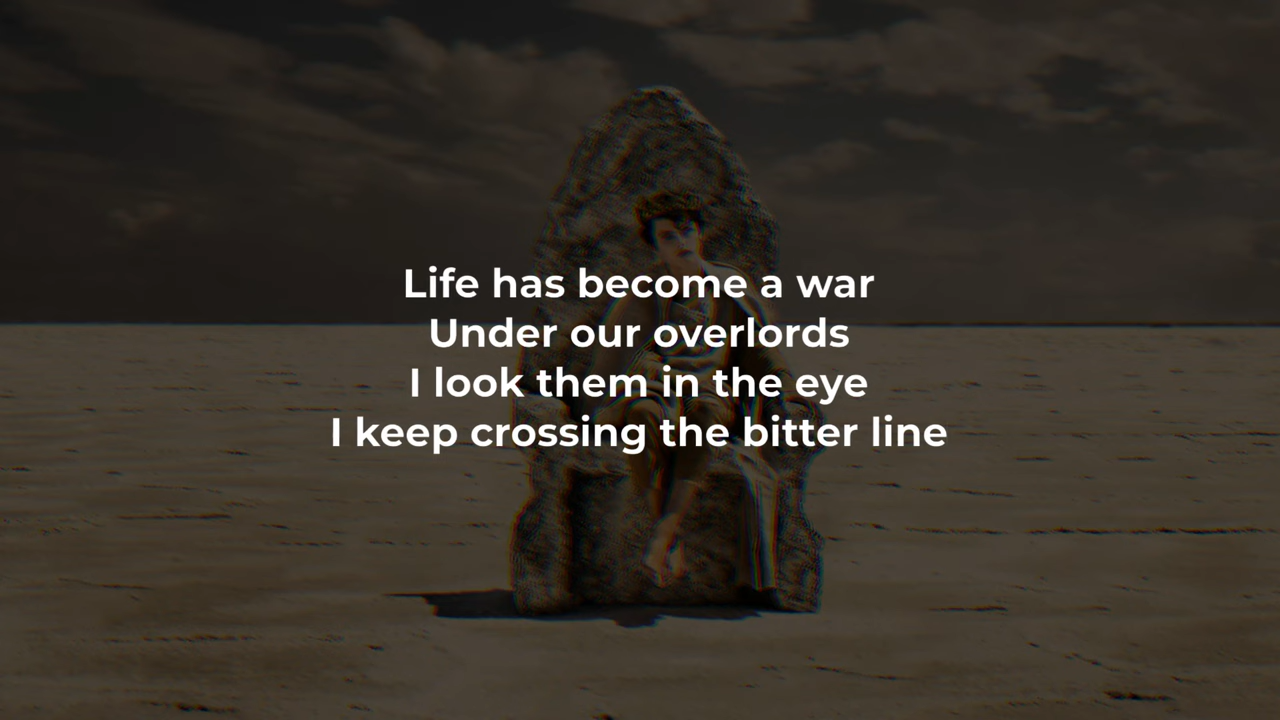 Life has become a war
Under our overlords
I look them in the eye
I keep crossing the bitter line